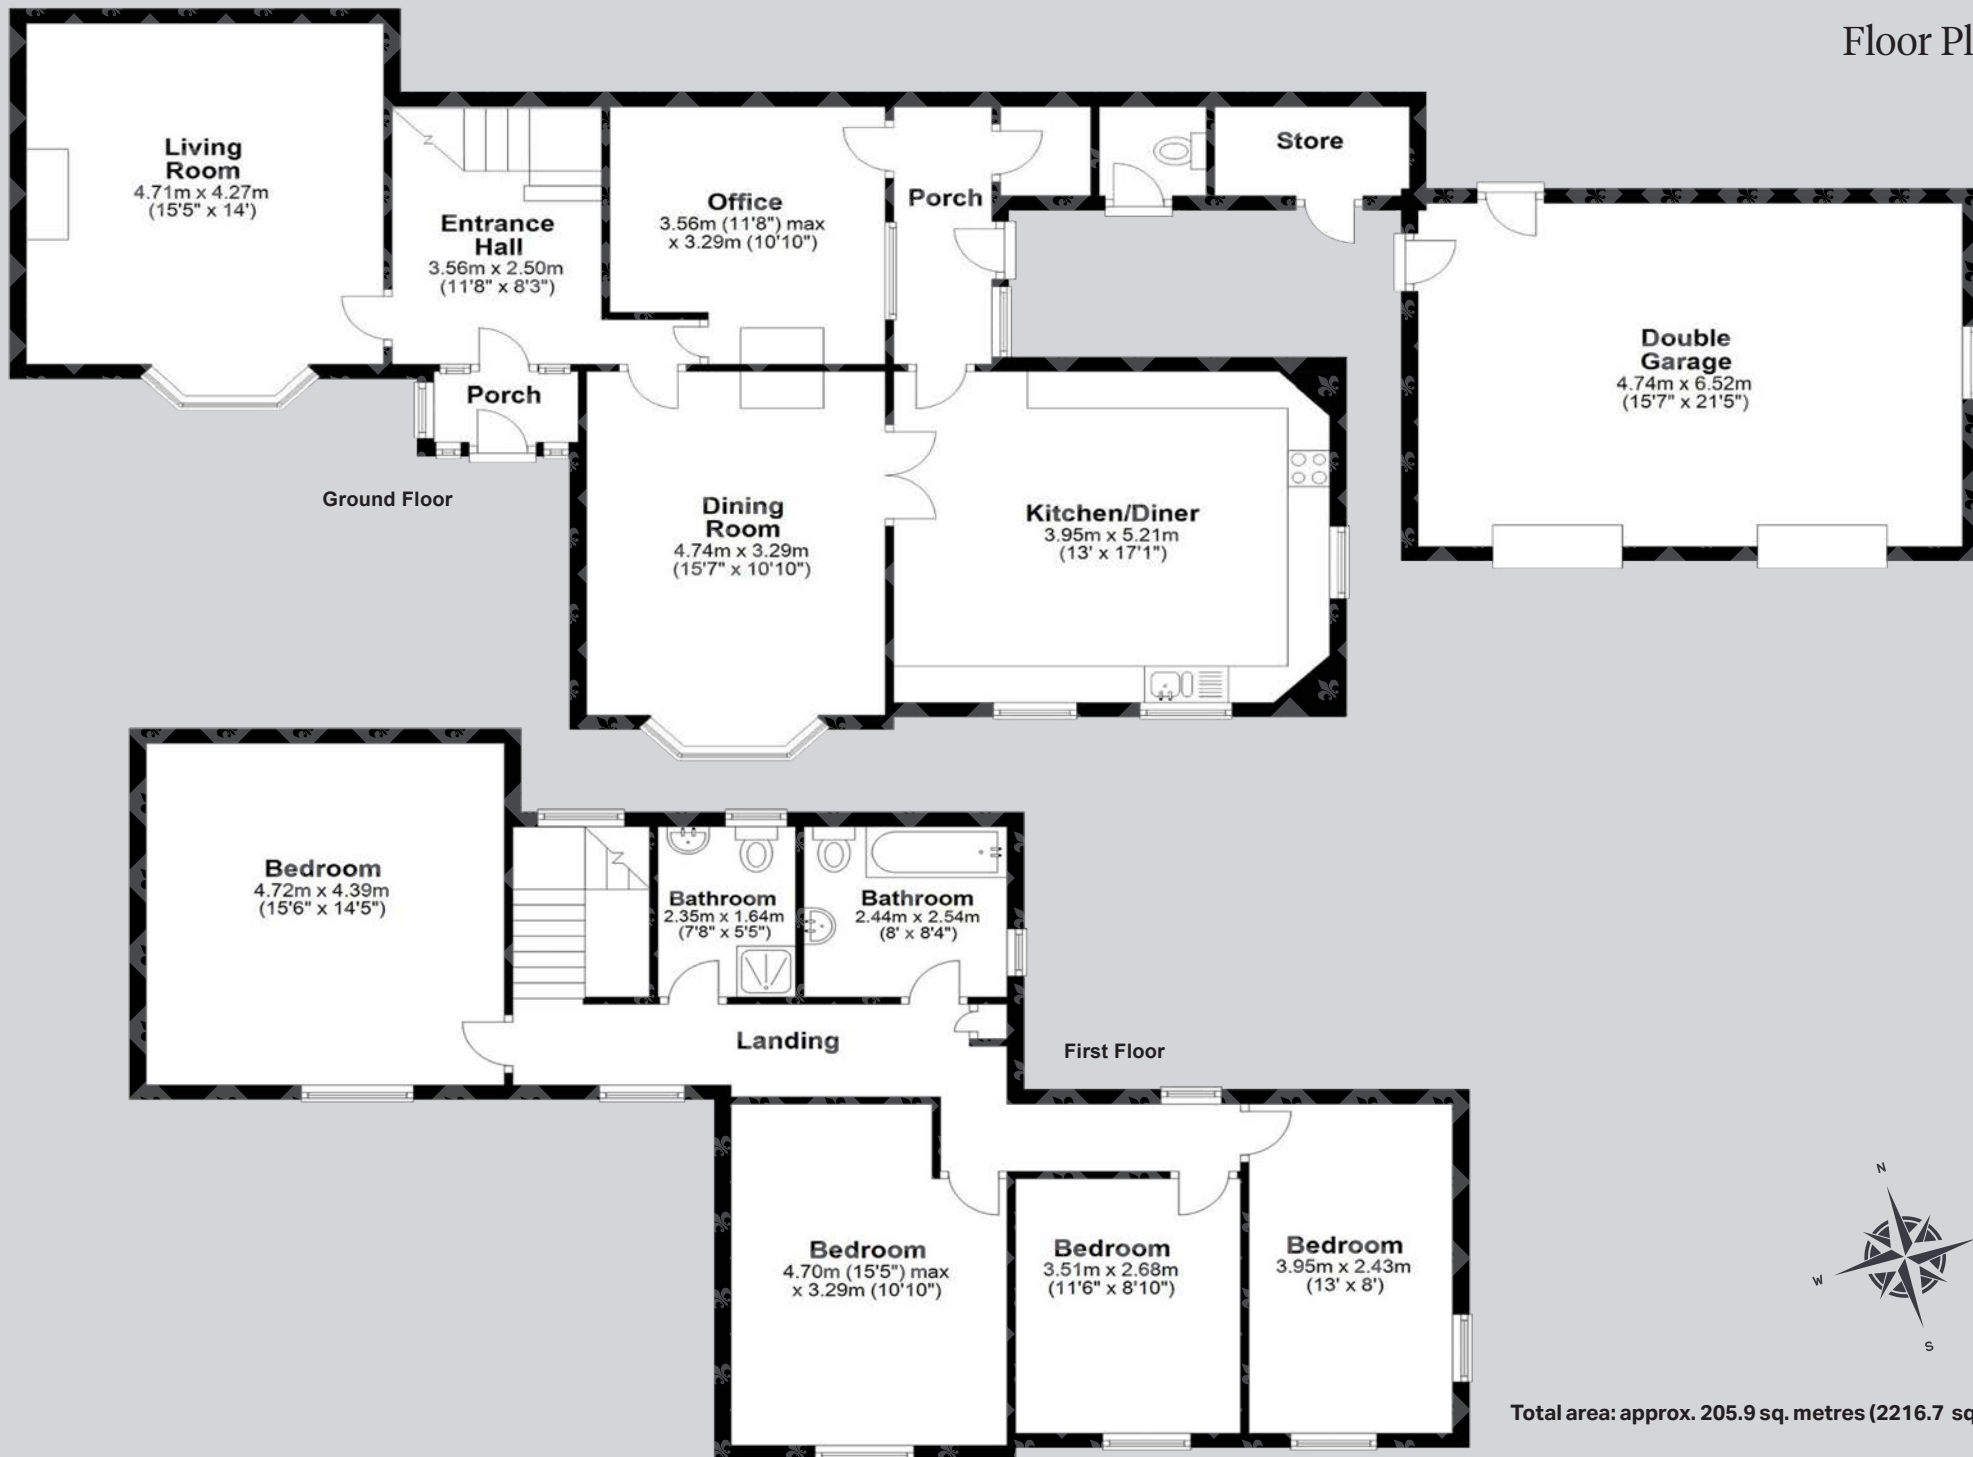 Floor Pl
Living
Room
4.71m x 4.27m
(15'5" x 14')
Entrance
Hall
3.56m x 2.50m
(11'8" x 8'3")
Office
3.56m (11'8") max
x 3.29m (10'10")
Porch
Store
Double
Garage
4.74m x 6.52m
(15'7" x 21'5")
Porch
Ground Floor
Dining
Room
4.74m x 3.29m
(15'7" x 10'10")
Kitchen/Diner
3.95m x 5.21m
(13' x 17'1")
Bedroom
4.72m x 4.39m
(15'6" x 14'5")
Bathroom
2.35m x 1.64m
(7'8" x 5'5")
Bathroom
2.44m x 2.54m
(8' x 8'4")
Landing
First Floor
Bedroom
4.70m (15'5") max
x 3.29m (10'10")
Bedroom
3.51m x 2.68m
(11'6" x 8'10")
Bedroom
3.95m x 2.43m
(13' x 8')
N
W
S
Total area: approx. 205.9 sq. metres (2216.7 sq